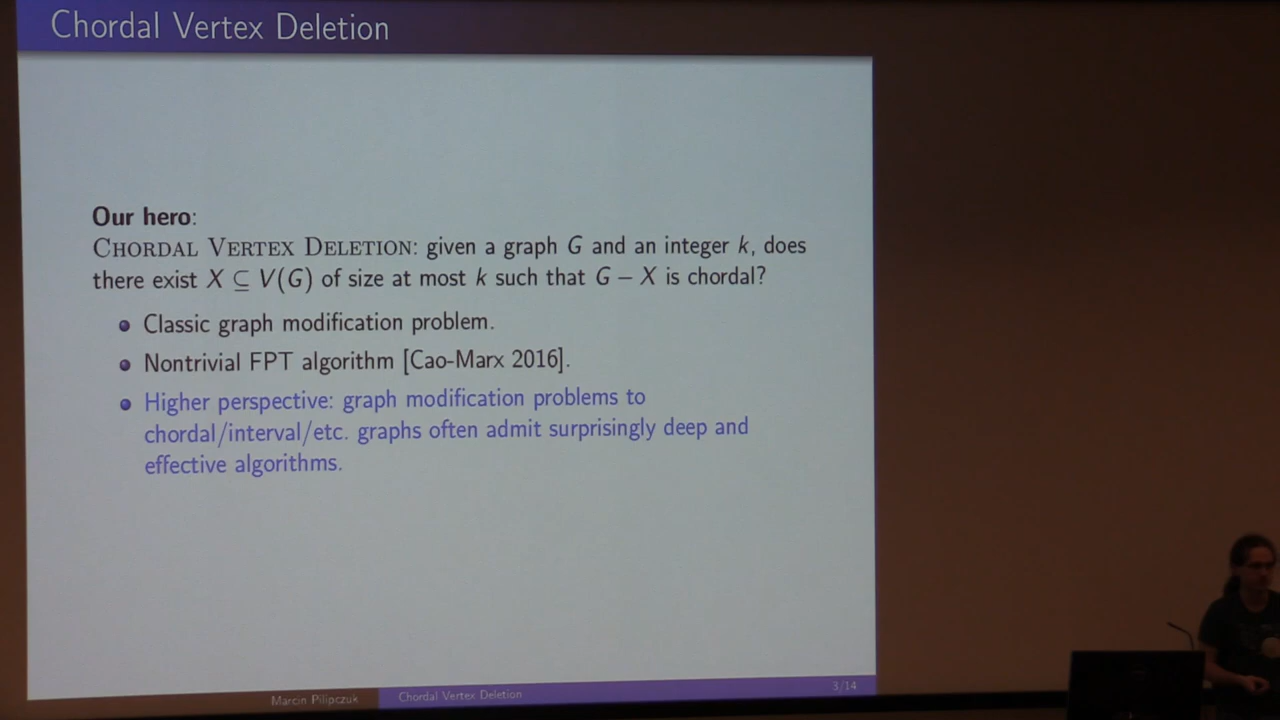 Chordal Vertex Deletion
Our hero:
CHORDAL VERTEX DELETION: given a graph G and an integer k, does
there exist X ⊆ V(G) of size at most k such that G − X is chordal?
Classic graph modification problem.
Nontrivial FPT algorithm [Cao-Marx 2016].
Higher perspective: graph modification problems to
chordal/interval/etc. graphs often admit surprisingly deep and
effective algorithms.
Marcin Pilipczuk
Chordal Vertex Deletion
3/14